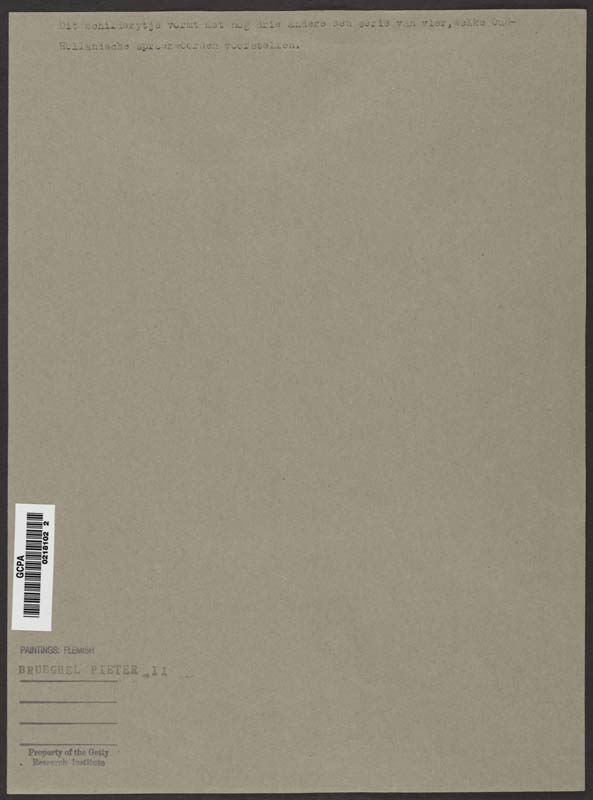 Dit schilderytje vormt met nog drie andere een serie van vier, welke Oud-
Hollandsche spreekwoorden voorstellen.
GCPA
0218102 2
PAINTINGS: FLEMISH
BRUEGHEL PIETER II
Property of the Getty
Research Institute